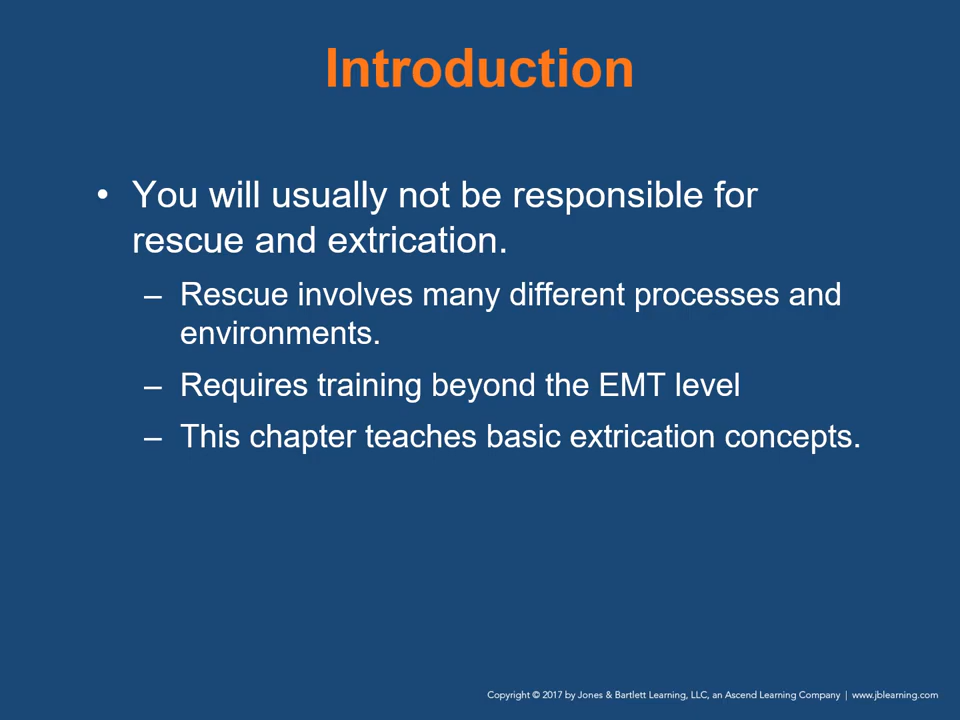 Introduction
• You will usually not be responsible for
rescue and extrication.
– Rescue involves many different processes and
environments.
– Requires training beyond the EMT level
– This chapter teaches basic extrication concepts.
Copyright © 2017 by Jones & Bartlett Learning, LLC, an Ascend Learning Company | www.jblearning.com